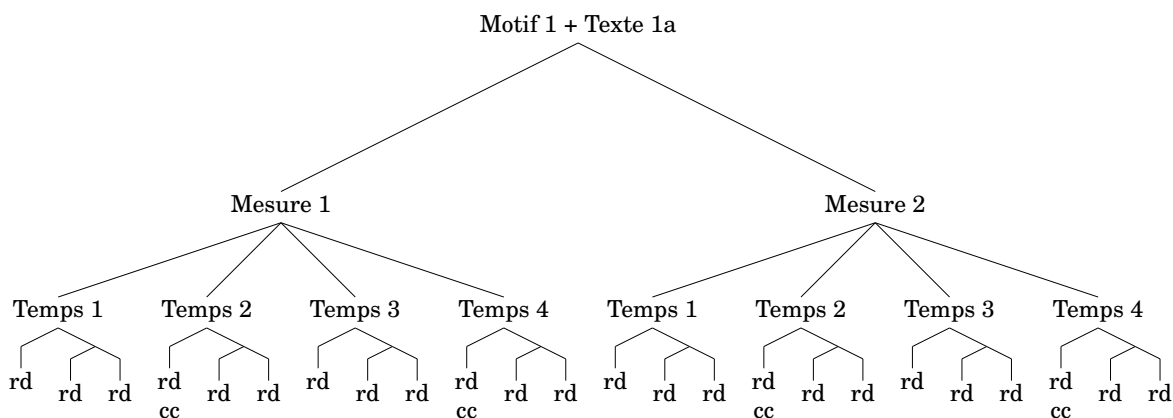 Motif 1 + Texte 1a
Mesure 1 Mesure 2
Temps 1 Temps 2 Temps 3 Temps 4 Temps 1 Temps 2 Temps 3 Temps 4
rd rd rd rd rd rd rd rd rd rd rd rd rd rd rd rd rd rd rd rd rd rd rd rd
cc cc cc cc